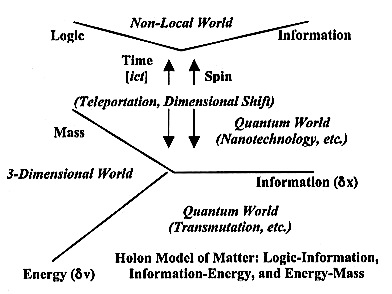 Non-Local World
Logic
Information
Time
[ict]
Spin
(Teleportation, Dimensional Shift)
Mass
Quantum World
(Nanotechnology, etc.)
3-Dimensional World
Information (δx)
Quantum World
(Transmutation, etc.)
Holon Model of Matter: Logic-Information,
Energy (δv) Information-Energy, and Energy-Mass